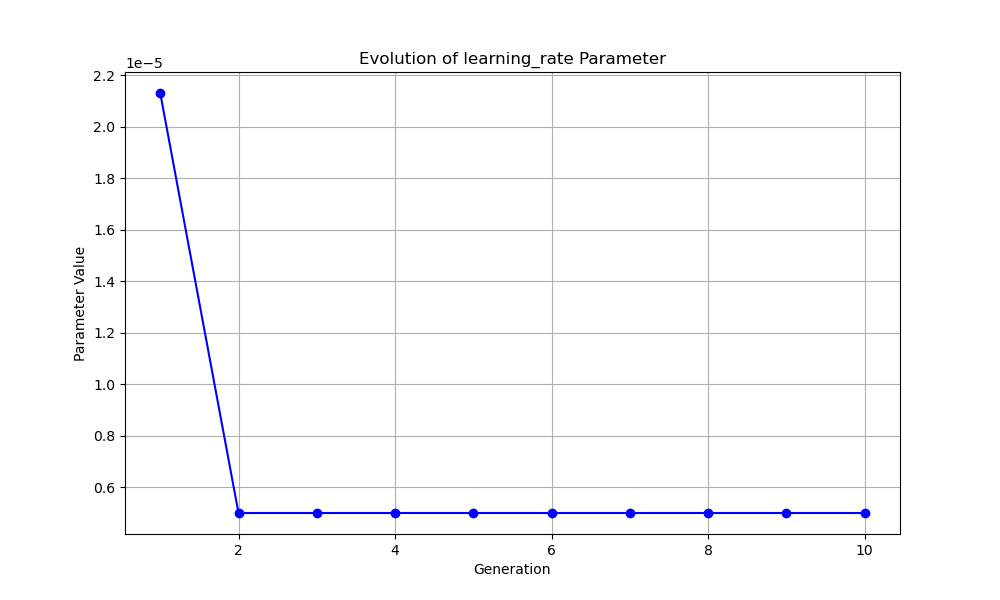 Evolution of learning_rate Parameter
1e−5
2.2
2.0
1.8
1.6
1.4
1.2
1.0
0.8
0.6
Parameter Value
2 4 6 8 10
Generation